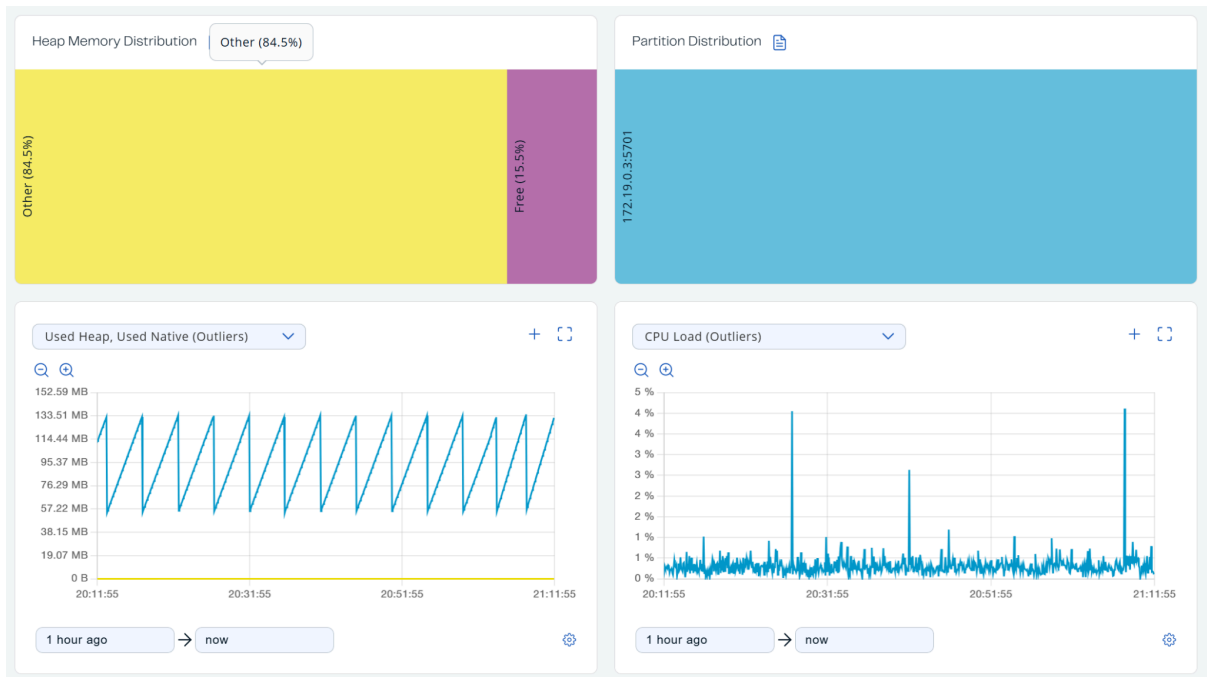 Heap Memory Distribution
Other (84.5%)
Other (84.5%)
Free (15.5%)
Partition Distribution
172.19.0.3:5701
Used Heap, Used Native (Outliers)
152.59 MB
133.51 MB
114.44 MB
95.37 MB
76.29 MB
57.22 MB
38.15 MB
19.07 MB
0 B
20:11:55 20:31:55 20:51:55 21:11:55
1 hour ago → now
CPU Load (Outliers)
5 %
4 %
4 %
3 %
3 %
2 %
2 %
1 %
1 %
0 %
20:11:55 20:31:55 20:51:55 21:11:55
1 hour ago → now